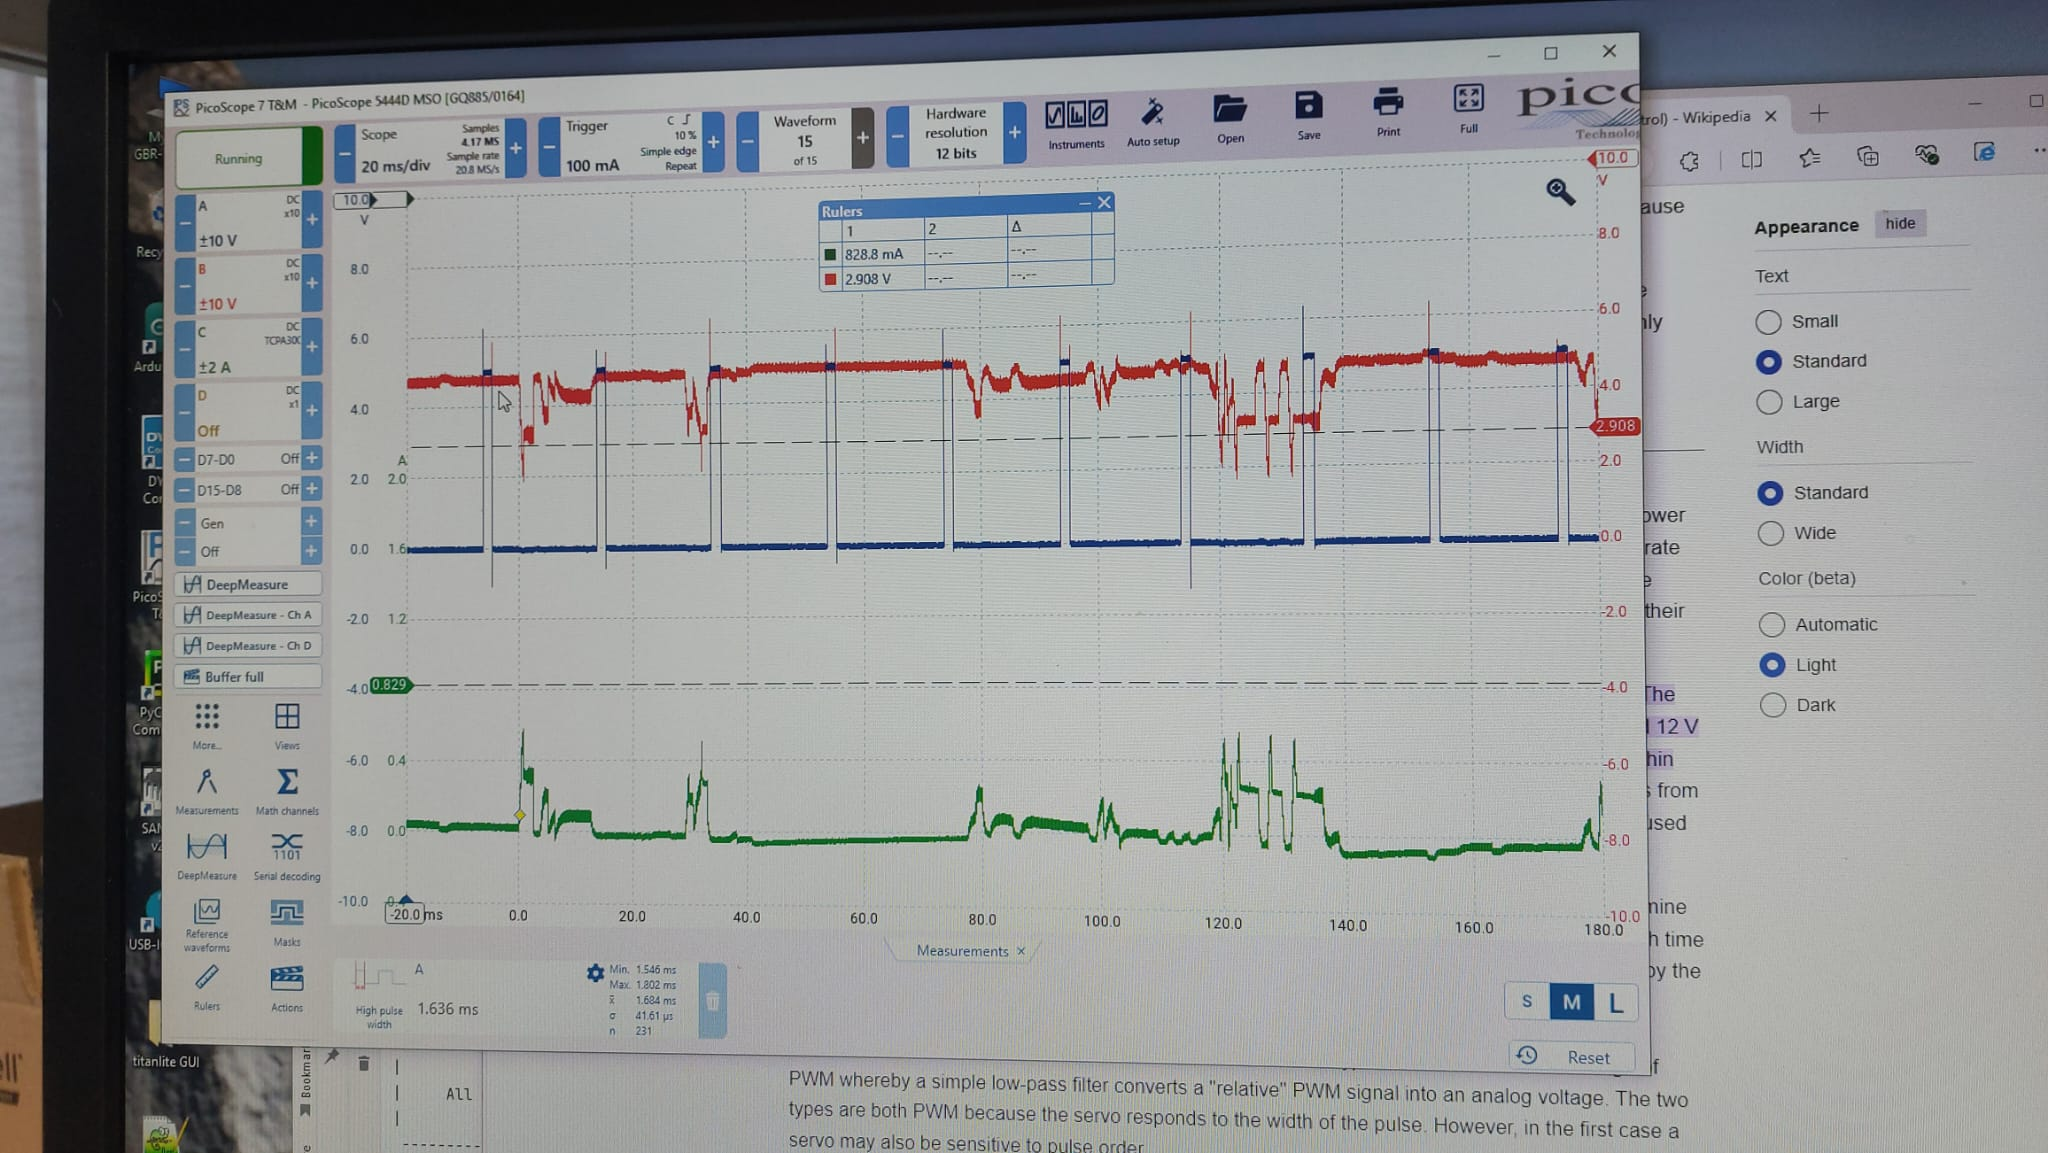 PicoScope 7 T&M - PicoScope 5444D MSO [GQ885/0164]
trol) - Wikipedia
Running
Scope
20 ms/div
Samples
4.17 MS
Sample rate
20.8 MS/s
Trigger
100 mA
10 %
Simple edge
Repeat
Waveform
15
of 15
Hardware
resolution
12 bits
Instruments
Auto setup
Open
Save
Print
Full
pico
Technolog
A
DC
x10
±10 V
B
DC
x10
±10 V
C
DC
TCPA300
±2 A
D
DC
x1
Off
D7-D0 Off
D15-D8 Off
Gen
Off
DeepMeasure
DeepMeasure - Ch A
DeepMeasure - Ch D
Buffer full
More...
Views
Measurements
Math channels
DeepMeasure
Serial decoding
1101
Reference
waveforms
Masks
Rulers
Actions
Rulers
1 2 Δ
828.8 mA --.-- --.--
2.908 V --.-- --.--
10.0
V
8.0
6.0
4.0
A
2.0 2.0
0.0 1.6
-2.0 1.2
-4.0 0.829
-6.0 0.4
-8.0 0.0
-10.0
10.0
V
8.0
6.0
4.0
2.908
2.0
0.0
-2.0
-4.0
-6.0
-8.0
-10.0
-20.0 ms 0.0 20.0 40.0 60.0 80.0 100.0 120.0 140.0 160.0 180.0
Measurements ×
A
High pulse
width
1.636 ms
Min. 1.546 ms
Max. 1.802 ms
x̄ 1.684 ms
σ 41.61 µs
n 231
S M L
Reset
Appearance hide
Text
Small
Standard
Large
Width
Standard
Wide
Color (beta)
Automatic
Light
Dark
ause
nly
ower
rate
their
The
12 V
hin
from
used
mine
h time
by the
f
PWM whereby a simple low-pass filter converts a "relative" PWM signal into an analog voltage. The two
types are both PWM because the servo responds to the width of the pulse. However, in the first case a
servo may also be sensitive to pulse order.
My
GBR-
Recy
Ardu
DY
Cor
PicoS
T
PyC
Com
SA
USB-I
titanlite GUI
Bookmar
All